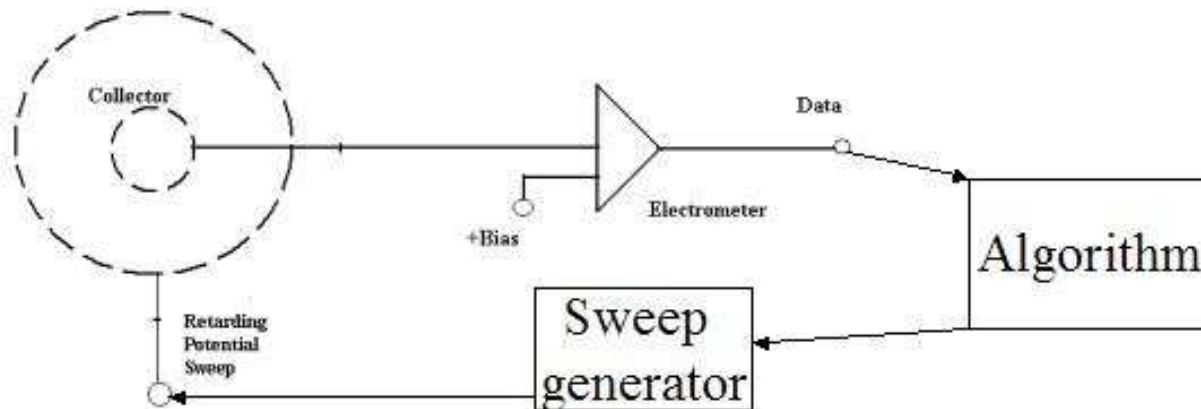 Collector
Data
Electrometer
+Bias
Algorithm
Retarding
Potential
Sweep
Sweep
generator